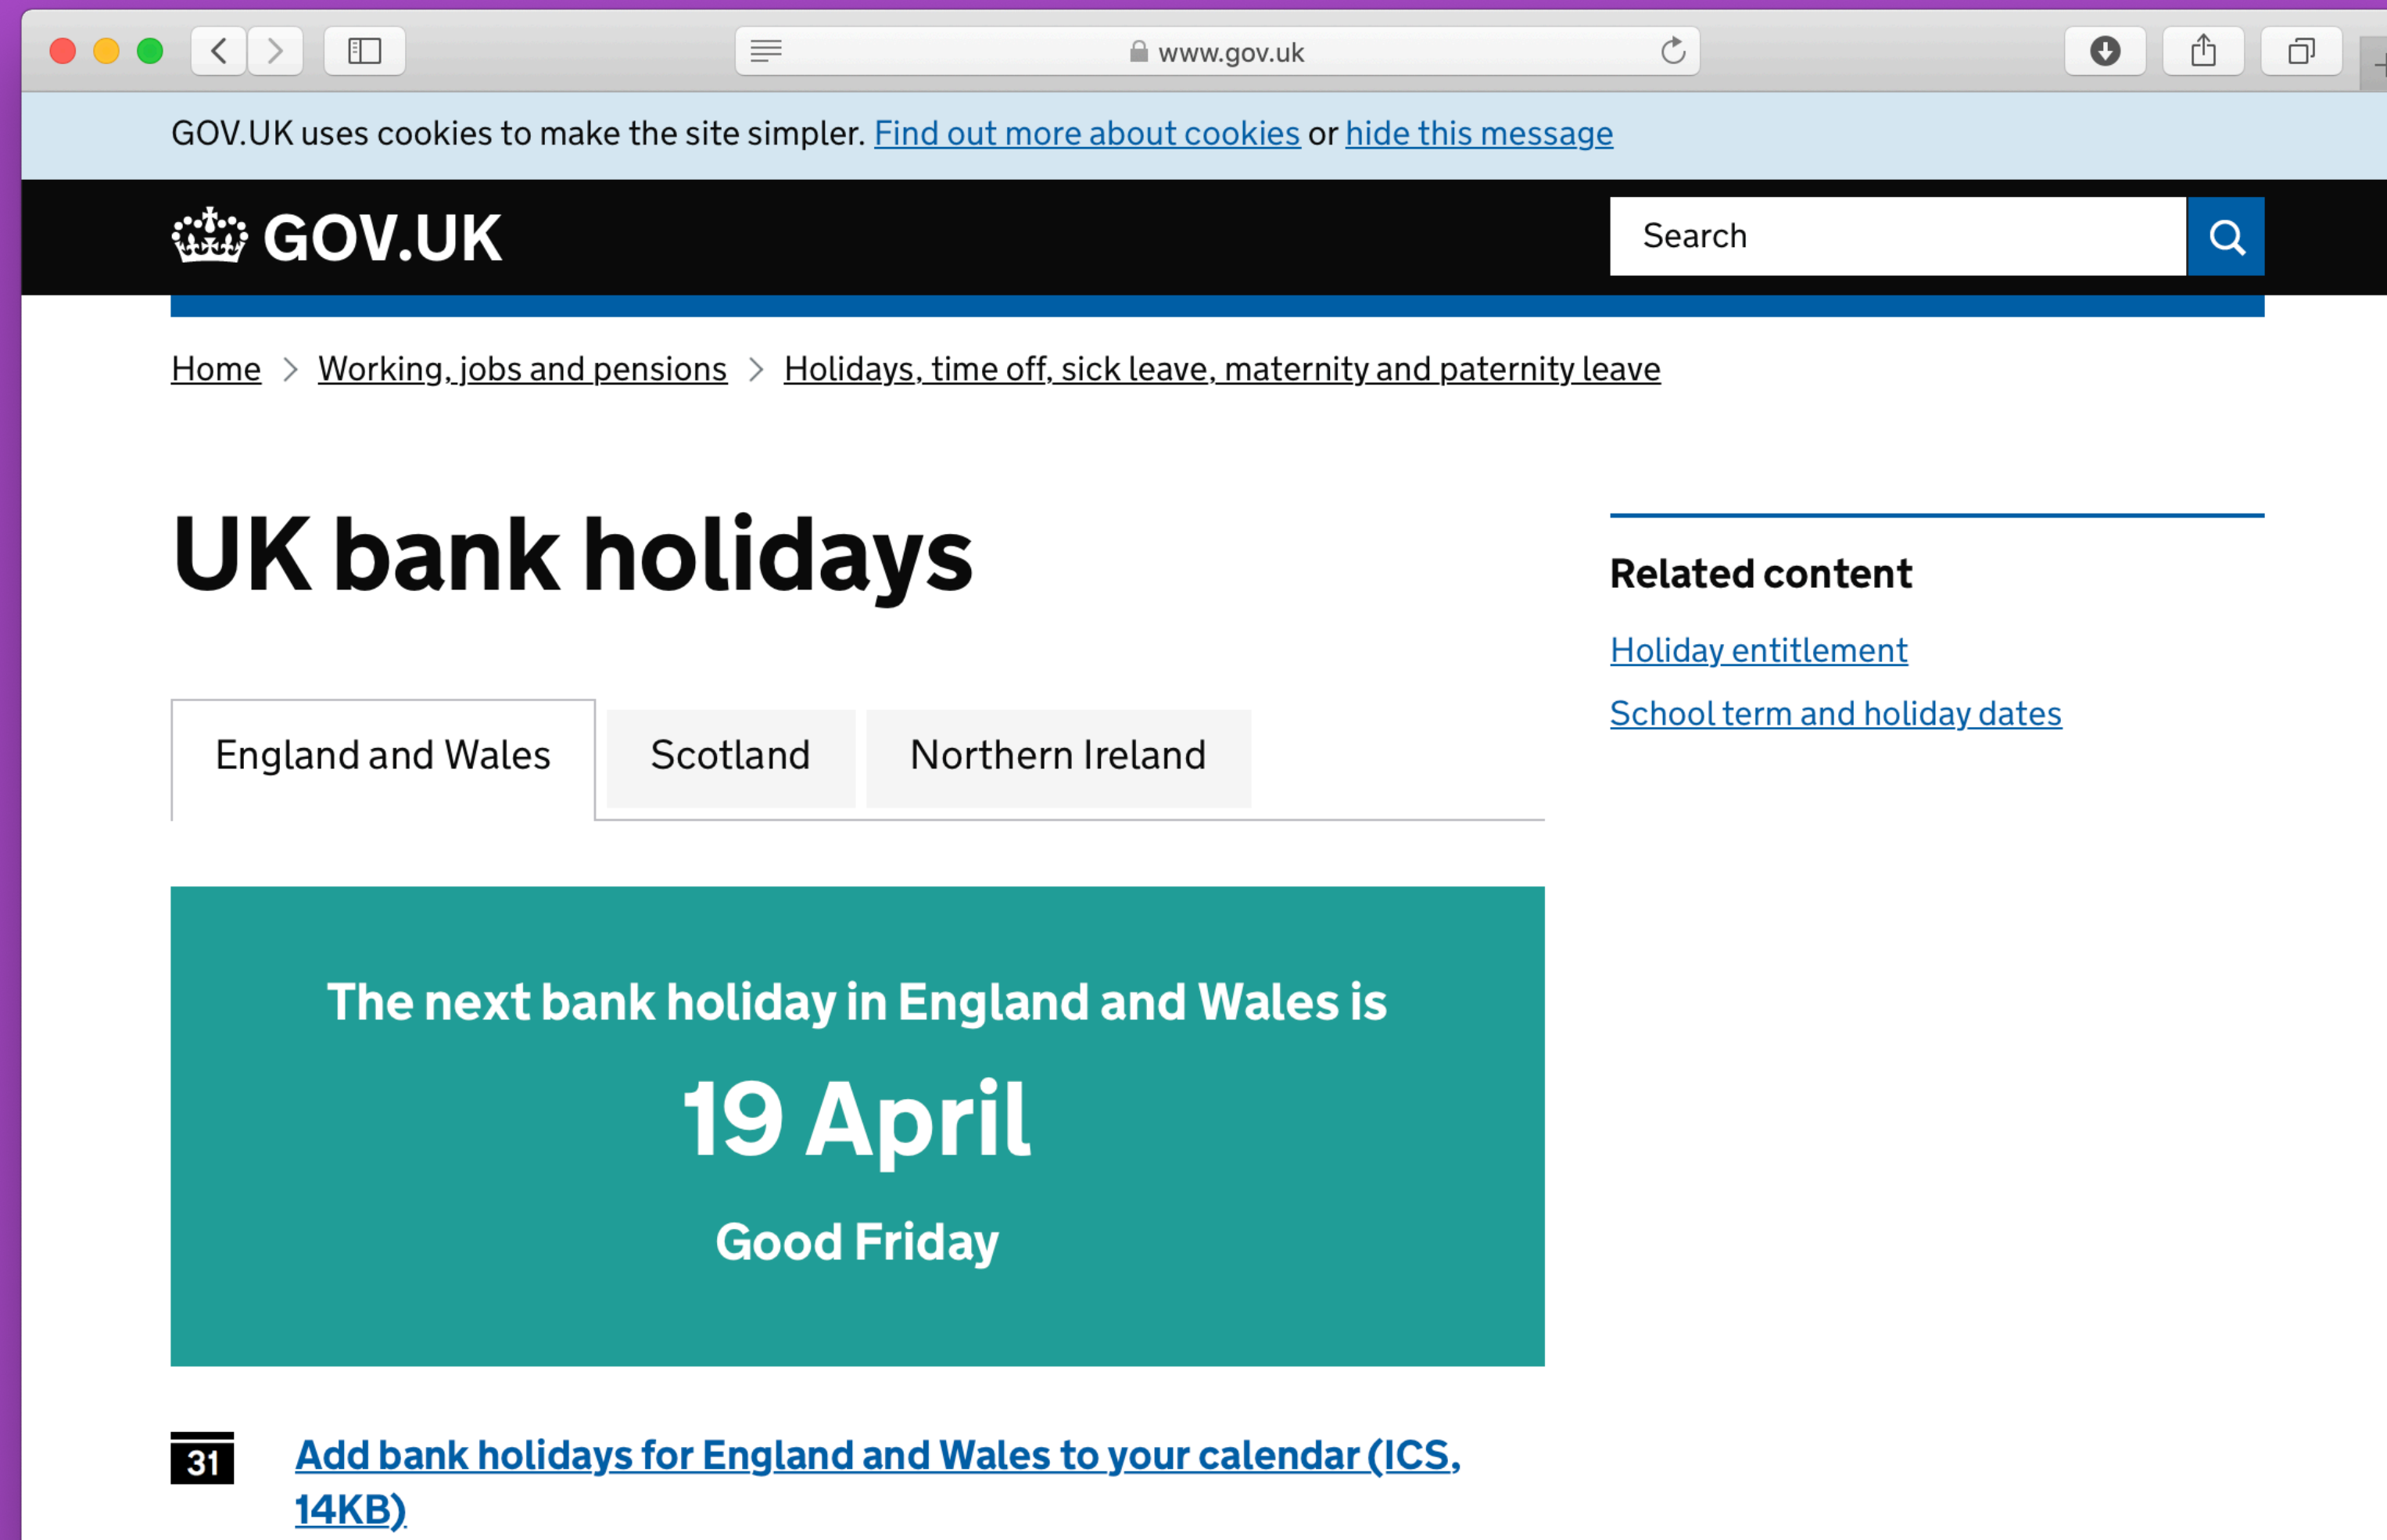 www.gov.uk
GOV.UK uses cookies to make the site simpler. Find out more about cookies or hide this message
GOV.UK
Search
Home > Working, jobs and pensions > Holidays, time off, sick leave, maternity and paternity leave
UK bank holidays
England and Wales
Scotland
Northern Ireland
The next bank holiday in England and Wales is
19 April
Good Friday
31
Add bank holidays for England and Wales to your calendar (ICS,
14KB)
Related content
Holiday entitlement
School term and holiday dates